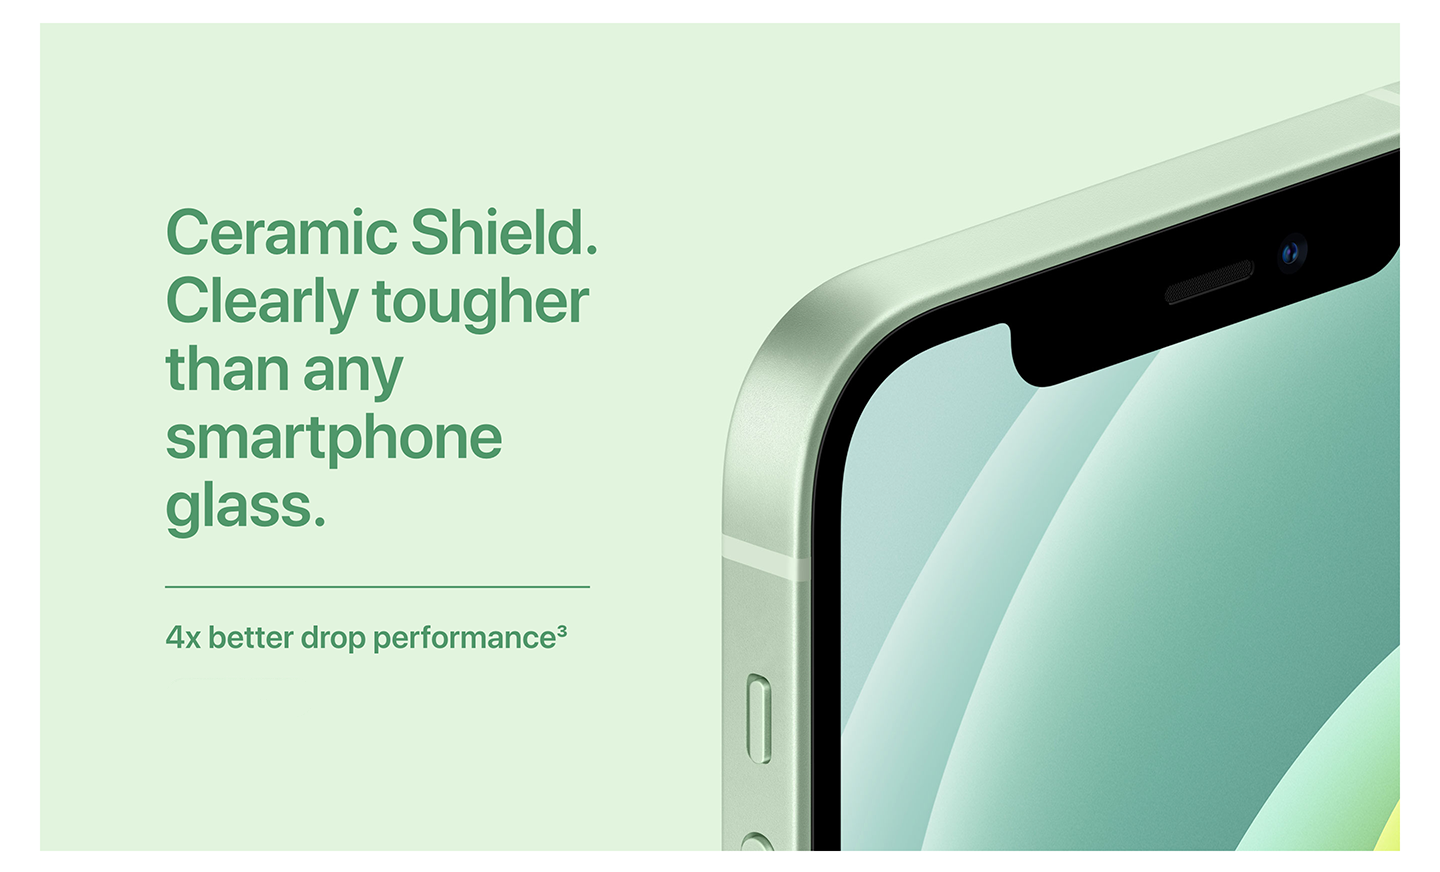 Ceramic Shield.
Clearly tougher
than any
smartphone
glass.
4x better drop performance³